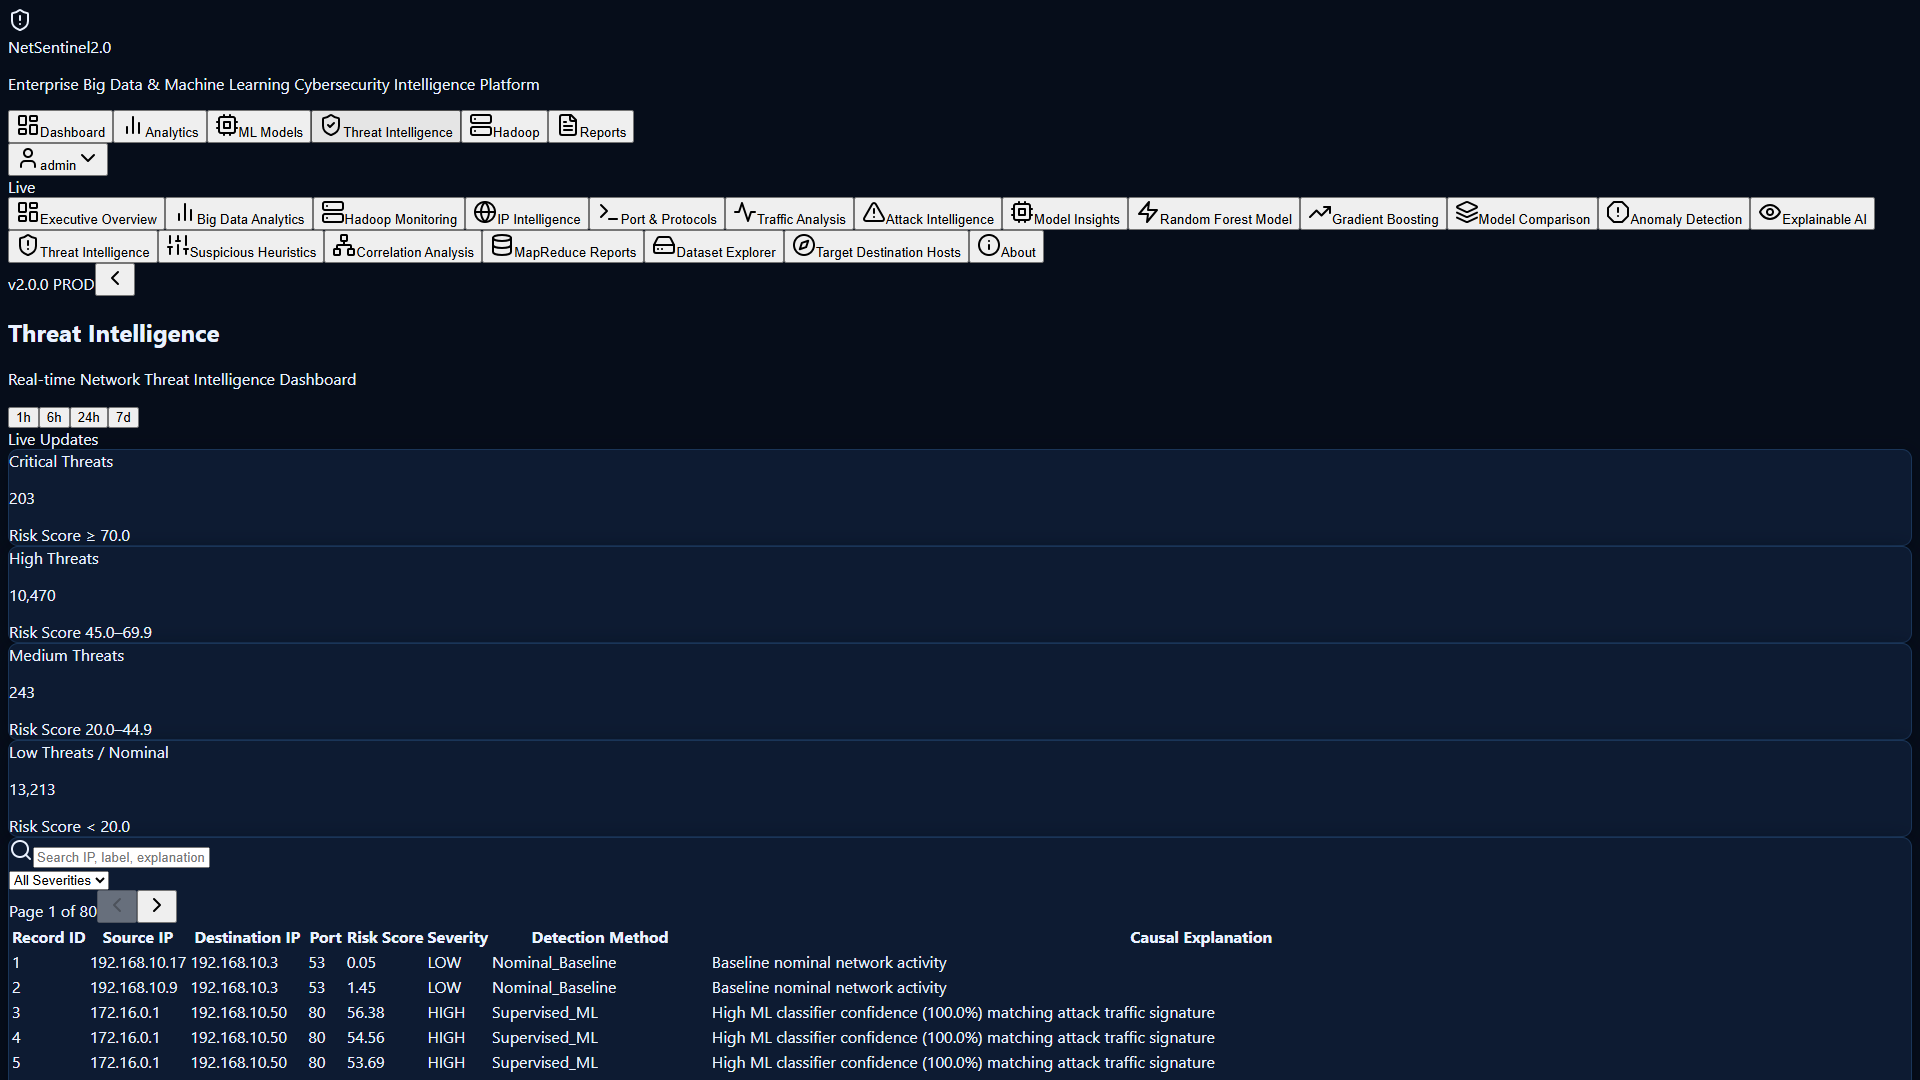 NetSentinel2.0
Enterprise Big Data & Machine Learning Cybersecurity Intelligence Platform
Dashboard Analytics ML Models Threat Intelligence Hadoop Reports
admin
Live
Executive Overview Big Data Analytics Hadoop Monitoring IP Intelligence Port & Protocols Traffic Analysis Attack Intelligence Model Insights Random Forest Model Gradient Boosting Model Comparison Anomaly Detection Explainable AI
Threat Intelligence Suspicious Heuristics Correlation Analysis MapReduce Reports Dataset Explorer Target Destination Hosts About
v2.0.0 PROD
Threat Intelligence
Real-time Network Threat Intelligence Dashboard
1h 6h 24h 7d
Live Updates
Critical Threats
203
Risk Score ≥ 70.0
High Threats
10,470
Risk Score 45.0–69.9
Medium Threats
243
Risk Score 20.0–44.9
Low Threats / Nominal
13,213
Risk Score < 20.0
Search IP, label, explanation
All Severities
Page 1 of 80
Record ID Source IP Destination IP Port Risk Score Severity Detection Method Causal Explanation
1 192.168.10.17 192.168.10.3 53 0.05 LOW Nominal_Baseline Baseline nominal network activity
2 192.168.10.9 192.168.10.3 53 1.45 LOW Nominal_Baseline Baseline nominal network activity
3 172.16.0.1 192.168.10.50 80 56.38 HIGH Supervised_ML High ML classifier confidence (100.0%) matching attack traffic signature
4 172.16.0.1 192.168.10.50 80 54.56 HIGH Supervised_ML High ML classifier confidence (100.0%) matching attack traffic signature
5 172.16.0.1 192.168.10.50 80 53.69 HIGH Supervised_ML High ML classifier confidence (100.0%) matching attack traffic signature